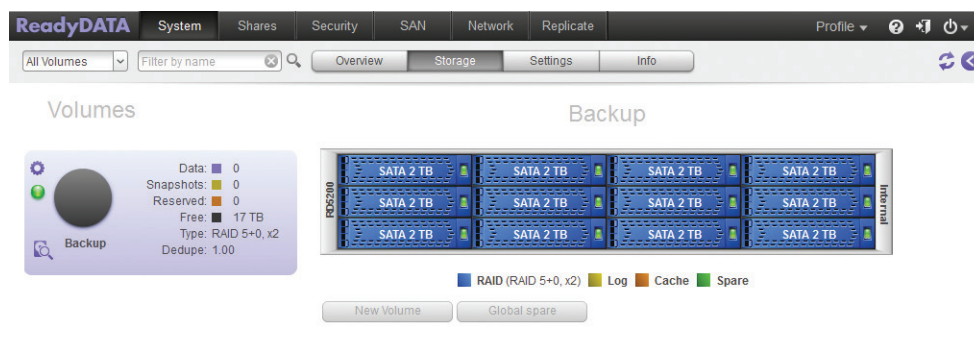 ReadyDATA System Shares Security SAN Network Replicate Profile
All Volumes Filter by name Overview Storage Settings Info
Volumes Backup
Data: 0
Snapshots: 0
Reserved: 0
Free: 17 TB
Type: RAID 5+0, x2
Dedupe: 1.00
Backup
RD5200
SATA 2 TB SATA 2 TB SATA 2 TB SATA 2 TB
SATA 2 TB SATA 2 TB SATA 2 TB SATA 2 TB
SATA 2 TB SATA 2 TB SATA 2 TB SATA 2 TB
Internal
RAID (RAID 5+0, x2) Log Cache Spare
New Volume Global spare